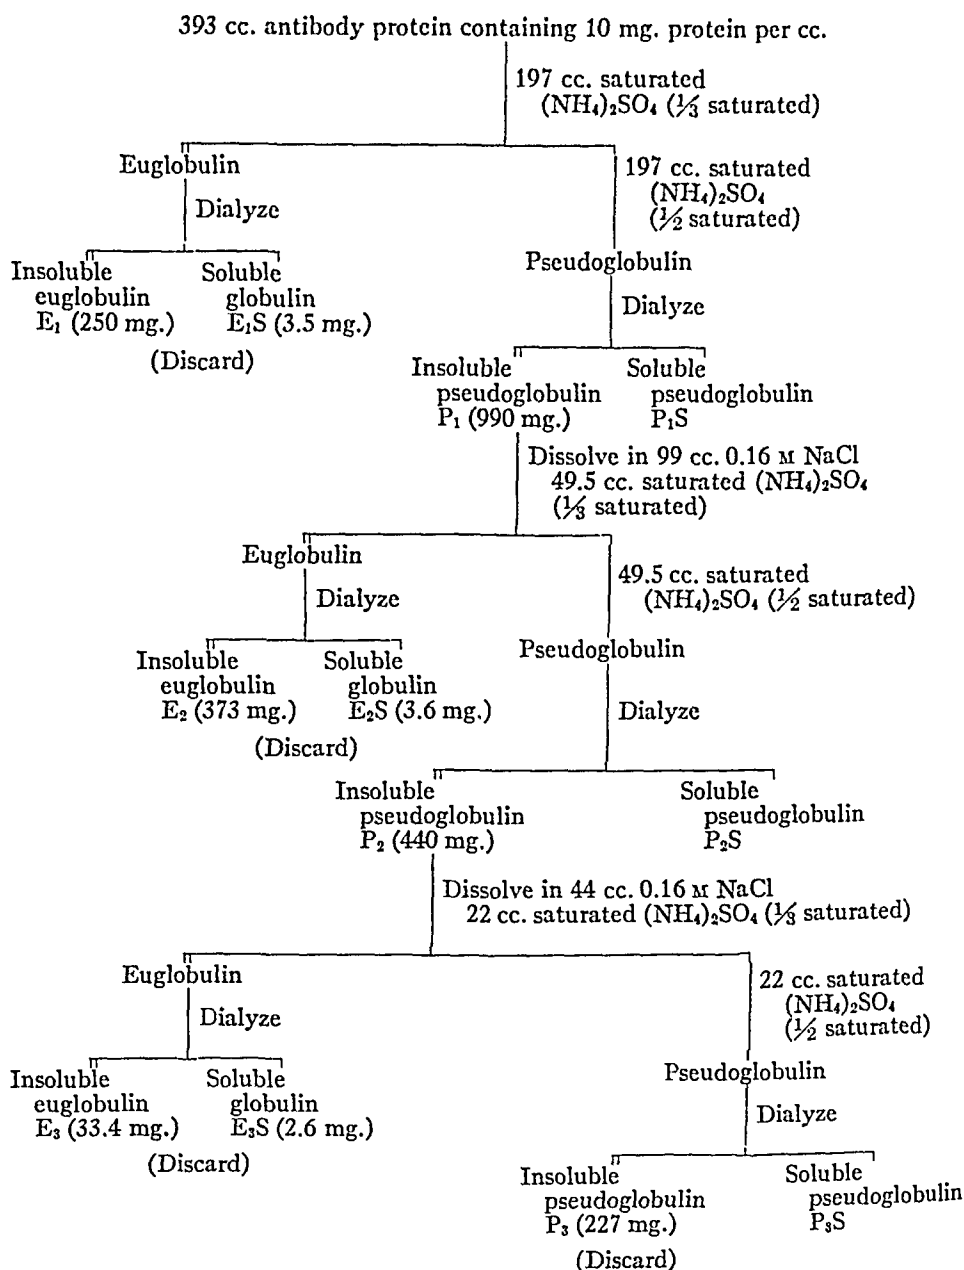 393 cc. antibody protein containing 10 mg. protein per cc.
197 cc. saturated
(NH₄)₂SO₄ (⅓ saturated)
Euglobulin
Dialyze
Insoluble
euglobulin
E₁ (250 mg.)
Soluble
globulin
E₁S (3.5 mg.)
(Discard)
197 cc. saturated
(NH₄)₂SO₄
(½ saturated)
Pseudoglobulin
Dialyze
Insoluble
pseudoglobulin
P₁ (990 mg.)
Soluble
pseudoglobulin
P₁S
Dissolve in 99 cc. 0.16 M NaCl
49.5 cc. saturated (NH₄)₂SO₄
(⅓ saturated)
Euglobulin
Dialyze
Insoluble
euglobulin
E₂ (373 mg.)
Soluble
globulin
E₂S (3.6 mg.)
(Discard)
49.5 cc. saturated
(NH₄)₂SO₄ (½ saturated)
Pseudoglobulin
Dialyze
Insoluble
pseudoglobulin
P₂ (440 mg.)
Soluble
pseudoglobulin
P₂S
Dissolve in 44 cc. 0.16 M NaCl
22 cc. saturated (NH₄)₂SO₄ (⅓ saturated)
Euglobulin
Dialyze
Insoluble
euglobulin
E₃ (33.4 mg.)
Soluble
globulin
E₃S (2.6 mg.)
(Discard)
22 cc. saturated
(NH₄)₂SO₄
(½ saturated)
Pseudoglobulin
Dialyze
Insoluble
pseudoglobulin
P₃ (227 mg.)
Soluble
pseudoglobulin
P₃S
(Discard)